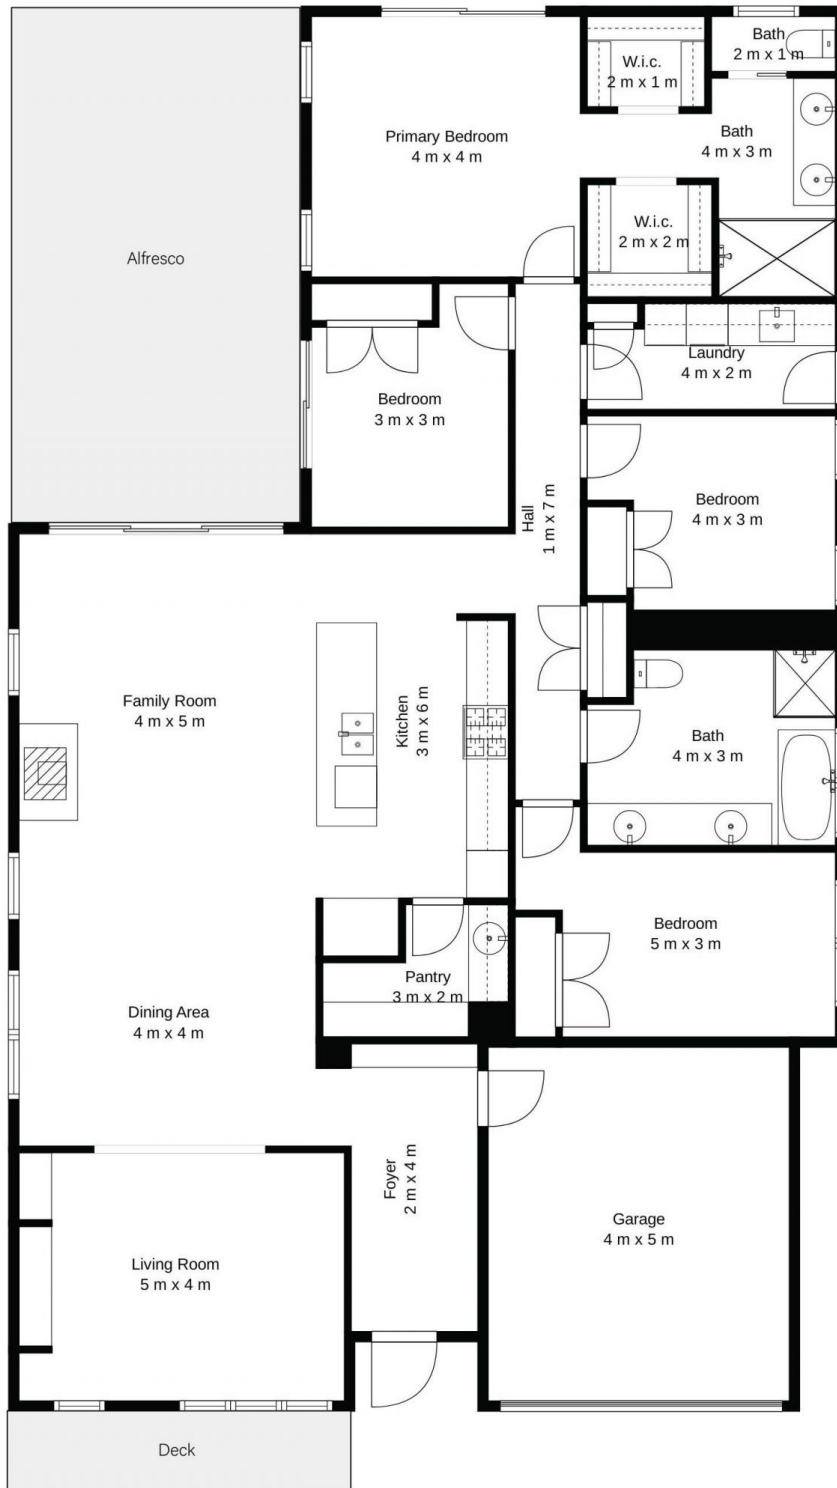 Bath
2 m x 1 m
W.i.c.
2 m x 1 m
Primary Bedroom
4 m x 4 m
Bath
4 m x 3 m
W.i.c.
2 m x 2 m
Alfresco
Laundry
4 m x 2 m
Bedroom
3 m x 3 m
Bedroom
4 m x 3 m
Hall
1 m x 7 m
Family Room
4 m x 5 m
Kitchen
3 m x 6 m
Bath
4 m x 3 m
Bedroom
5 m x 3 m
Pantry
3 m x 2 m
Dining Area
4 m x 4 m
Foyer
2 m x 4 m
Garage
4 m x 5 m
Living Room
5 m x 4 m
Deck